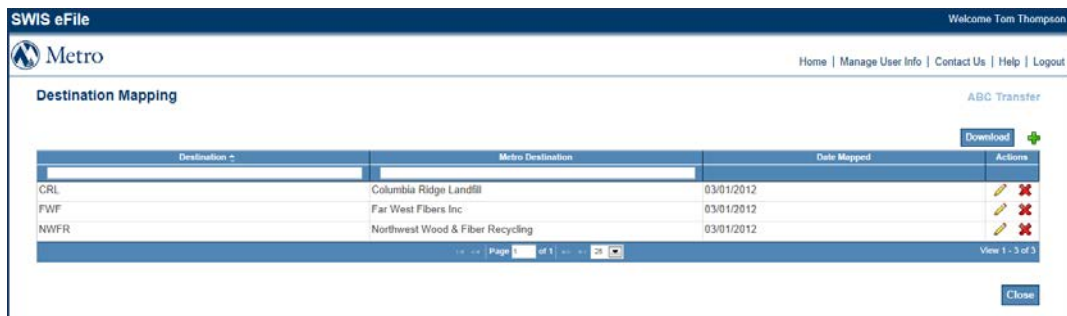 SWIS eFile
Welcome Tom Thompson
Metro
Home | Manage User Info | Contact Us | Help | Logout
Destination Mapping
ABC Transfer
Download
Destination Metro Destination Date Mapped Actions
CRL Columbia Ridge Landfill 03/01/2012
FWF Far West Fibers Inc 03/01/2012
NWFR Northwest Wood & Fiber Recycling 03/01/2012
Page 1 of 1 25 View 1 - 3 of 3
Close